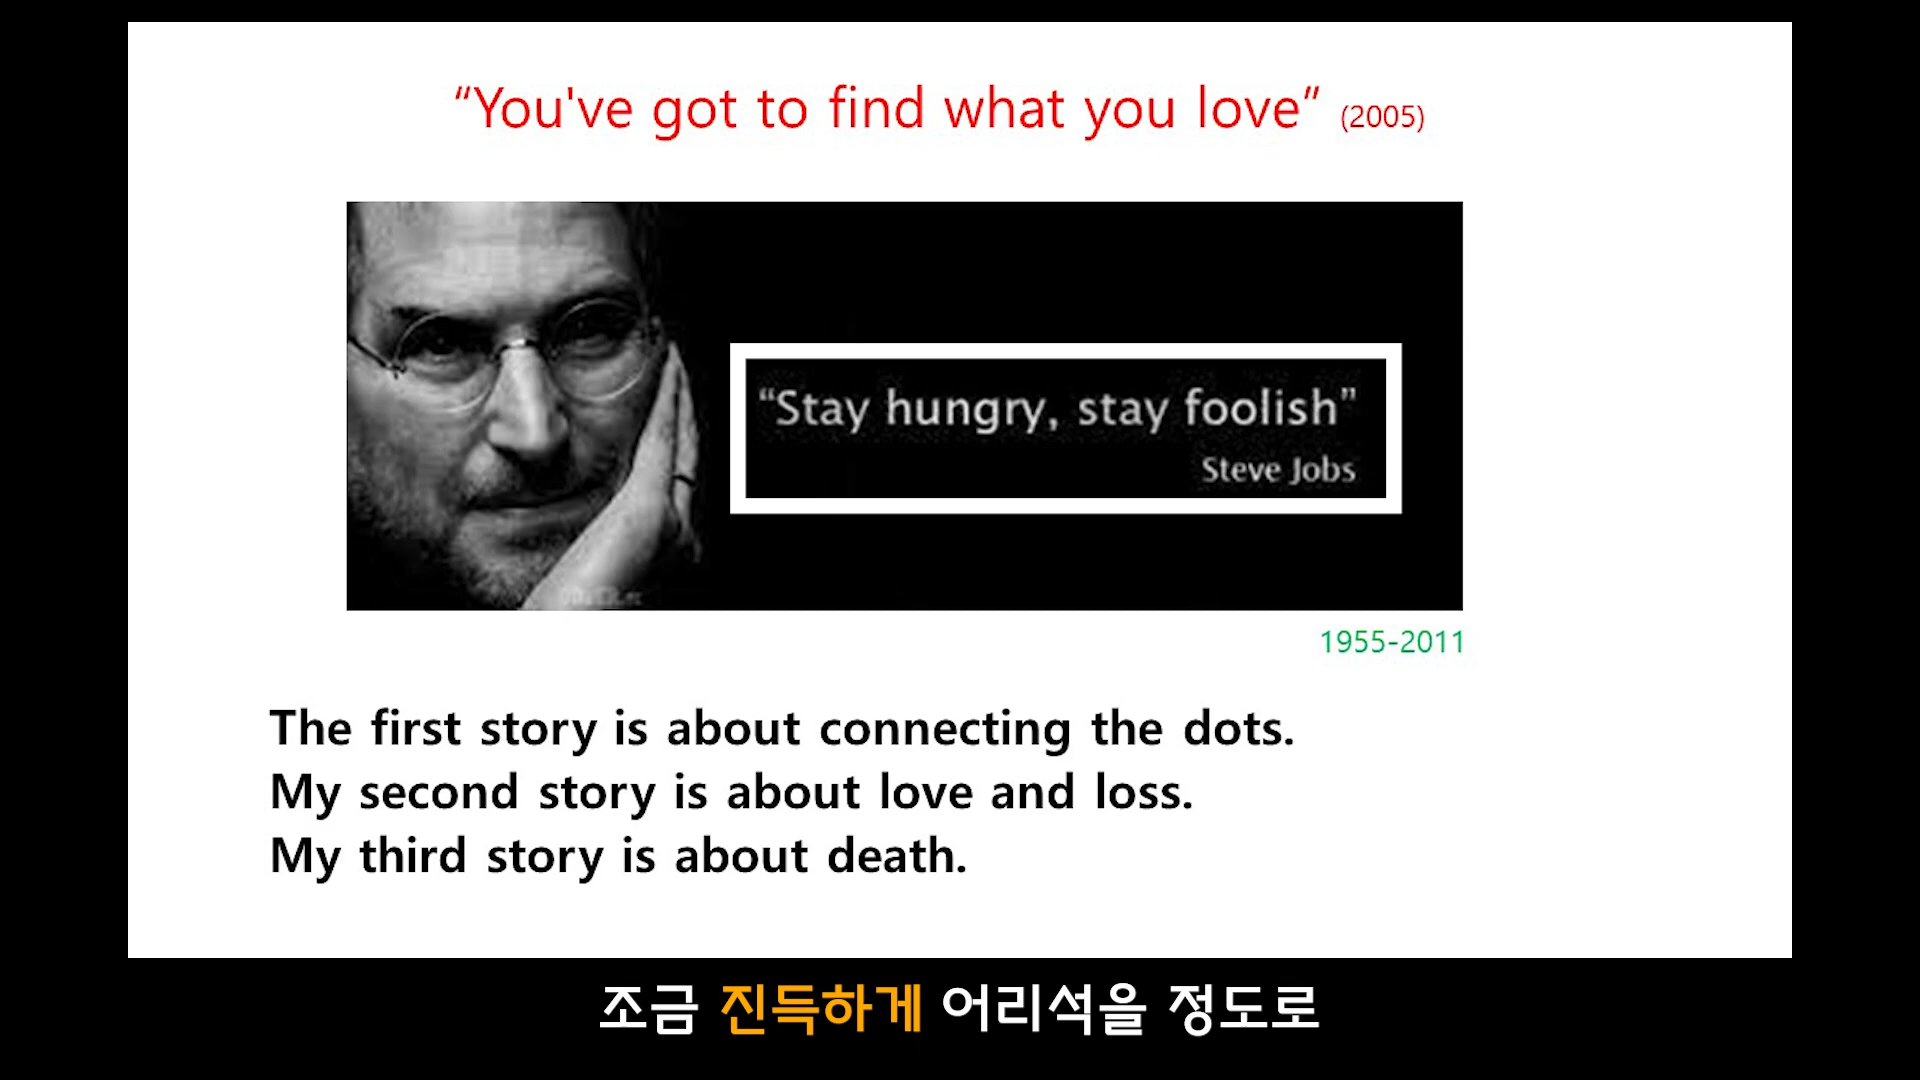 “You've got to find what you love” (2005)
“Stay hungry, stay foolish”
Steve Jobs
1955-2011
The first story is about connecting the dots.
My second story is about love and loss.
My third story is about death.
조금 진득하게 어리석을 정도로